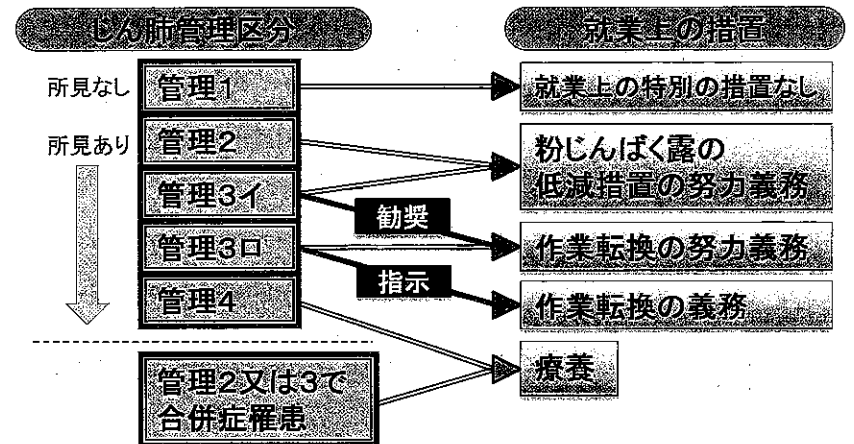 じん肺管理区分
就業上の措置
所見なし
管理1
就業上の特別の措置なし
所見あり
管理2
粉じんばく露の
低減措置の努力義務
管理3イ
勧奨
管理3ロ
作業転換の努力義務
指示
管理4
作業転換の義務
療養
管理2又は3で
合併症罹患